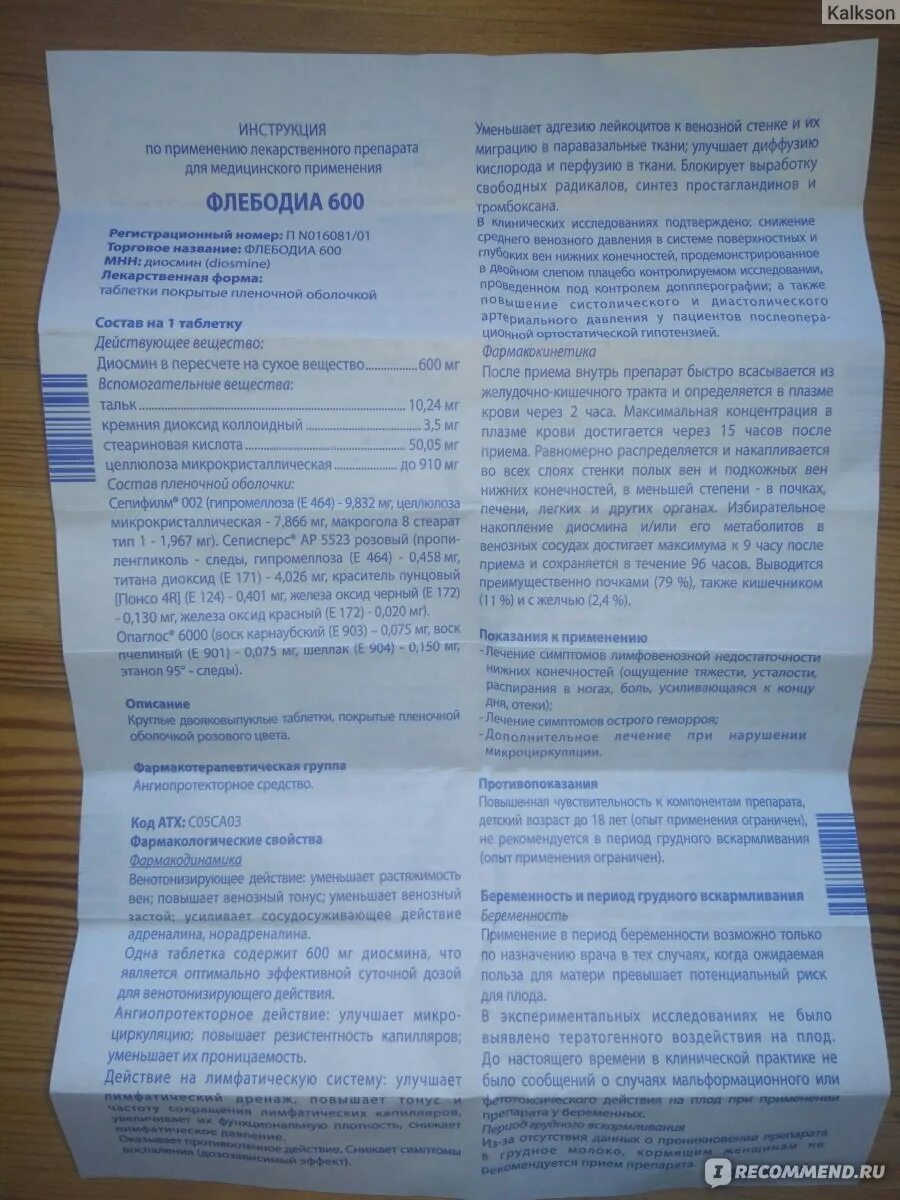 Kalkson
ИНСТРУКЦИЯ
по применению лекарственного препарата
для медицинского применения
ФЛЕБОДИА 600
Регистрационный номер: П N016081/01
Торговое название: ФЛЕБОДИА 600
МНН: диосмин (diosmine)
Лекарственная форма:
таблетки покрытые пленочной оболочкой
Состав на 1 таблетку
Действующее вещество:
Диосмин в пересчете на сухое вещество..............600 мг
Вспомогательные вещества:
тальк.................................................................10,24 мг
кремния диоксид коллоидный............................3,5 мг
стеариновая кислота........................................50,05 мг
целлюлоза микрокристаллическая...............до 910 мг
Состав пленочной оболочки:
Сепифилм® 002 (гипромеллоза (Е 464) - 9,832 мг, целлюлоза
микрокристаллическая - 7,866 мг, макрогола 8 стеарат
тип 1 - 1,967 мг). Сеписперс® АР 5523 розовый (пропи-
ленгликоль - следы, гипромеллоза (Е 464) - 0,458 мг,
титана диоксид (Е 171) - 4,026 мг, краситель пунцовый
[Понсо 4R] (Е 124) - 0,401 мг, железа оксид черный (Е 172)
- 0,130 мг, железа оксид красный (Е 172) - 0,020 мг).
Опаглос® 6000 (воск карнаубский (Е 903) – 0,075 мг, воск
пчелиный (Е 901) - 0,075 мг, шеллак (Е 904) - 0,150 мг,
этанол 95° - следы).
Описание
Круглые двояковыпуклые таблетки, покрытые пленочной
оболочкой розового цвета.
Фармакотерапевтическая группа
Ангиопротекторное средство.
Код АТХ: C05CA03
Фармакологические свойства
Фармакодинамика
Венотонизирующее действие: уменьшает растяжимость
вен; повышает венозный тонус; уменьшает венозный
застой; усиливает сосудосуживающее действие
адреналина, норадреналина.
Одна таблетка содержит 600 мг диосмина, что
является оптимально эффективной суточной дозой
для венотонизирующего действия.
Ангиопротекторное действие: улучшает микро-
циркуляцию; повышает резистентность капилляров;
уменьшает их проницаемость.
Действие на лимфатическую систему: улучшает
лимфатический дренаж, повышает тонус и
частоту сокращения лимфатических капилляров,
увеличивает их функциональную плотность, снижает
лимфатическое давление.
Оказывает противоотечное действие. Снижает симптомы
воспаления (дозозависимый эффект).
Уменьшает адгезию лейкоцитов к венозной стенке и их
миграцию в паравазальные ткани; улучшает диффузию
кислорода и перфузию в ткани. Блокирует выработку
свободных радикалов, синтез простагландинов и
тромбоксана.
В клинических исследованиях подтверждено: снижение
среднего венозного давления в системе поверхностных и
глубоких вен нижних конечностей, продемонстрированное
в двойном слепом плацебо контролируемом исследовании,
проведенном под контролем допплерографии; а также
повышение систолического и диастолического
артериального давления у пациентов послеопера-
ционной ортостатической гипотензией.
Фармакокинетика
После приема внутрь препарат быстро всасывается из
желудочно-кишечного тракта и определяется в плазме
крови через 2 часа. Максимальная концентрация в
плазме крови достигается через 15 часов после
приема. Равномерно распределяется и накапливается
во всех слоях стенки полых вен и подкожных вен
нижних конечностей, в меньшей степени - в почках,
печени, легких и других органах. Избирательное
накопление диосмина и/или его метаболитов в
венозных сосудах достигает максимума к 9 часу после
приема и сохраняется в течение 96 часов. Выводится
преимущественно почками (79 %), также кишечником
(11 %) и с желчью (2,4 %).
Показания к применению
- Лечение симптомов лимфовенозной недостаточности
нижних конечностей (ощущение тяжести, усталости,
распирания в ногах, боль, усиливающаяся к концу
дня, отеки);
- Лечение симптомов острого геморроя;
- Дополнительное лечение при нарушении
микроциркуляции.
Противопоказания
Повышенная чувствительность к компонентам препарата,
детский возраст до 18 лет (опыт применения ограничен),
не рекомендуется в период грудного вскармливания
(опыт применения ограничен).
Беременность и период грудного вскармливания
Беременность
Применение в период беременности возможно только
по назначению врача в тех случаях, когда ожидаемая
польза для матери превышает потенциальный риск
для плода.
В экспериментальных исследованиях не было
выявлено тератогенного воздействия на плод.
До настоящего времени в клинической практике не
было сообщений о случаях мальформационного или
фетотоксического действия на плод при применении
препарата у беременных.
Период грудного вскармливания
Из-за отсутствия данных о проникновении препарата
в грудное молоко, кормящим женщинам не
рекомендуется прием препарата.
I RECOMMEND.RU